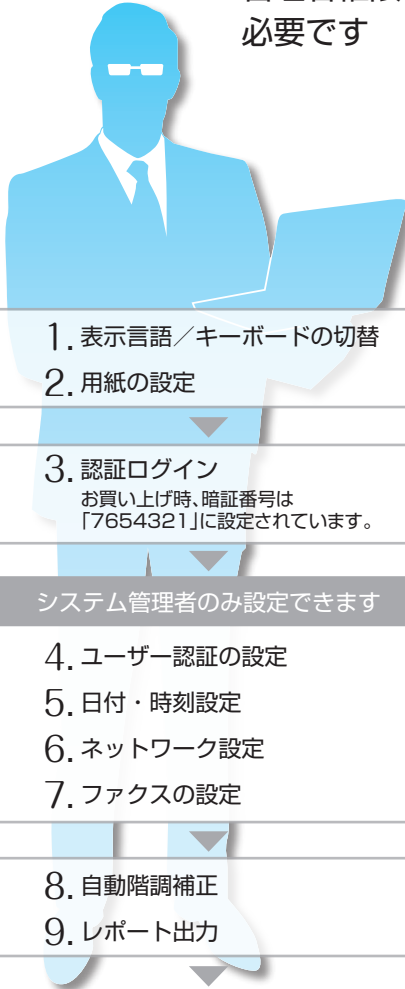 必要です
1. 表示言語／キーボードの切替
2. 用紙の設定
3. 認証ログイン
お買い上げ時、暗証番号は
「7654321」に設定されています。
システム管理者のみ設定できます
4. ユーザー認証の設定
5. 日付・時刻設定
6. ネットワーク設定
7. ファクスの設定
8. 自動階調補正
9. レポート出力